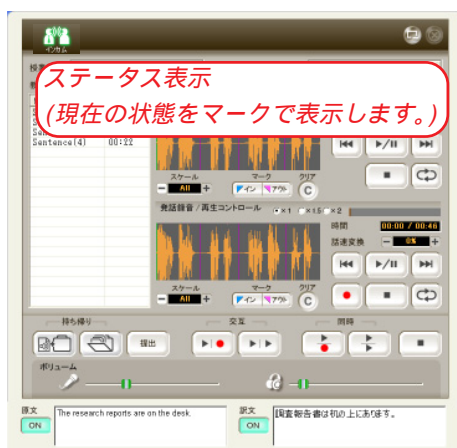 インカム
ステータス表示
(現在の状態をマークで表示します。)
Sentence(4) 00:22
スケール マーク クリア
All イン アウト C
発話録音/再生コントロール ×1 ×1.5 ×2
時間 00:00 / 00:46
話速変換 0%
スケール マーク クリア
All イン アウト C
持ち帰り 交互 同時
提出
ボリューム
原文 ON The research reports are on the desk.
訳文 ON 調査報告書は机の上にあります。